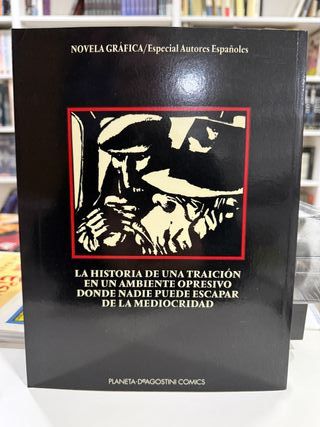 NOVELA GRÁFICA/Especial Autores Españoles
LA HISTORIA DE UNA TRAICIÓN
EN UN AMBIENTE OPRESIVO
DONDE NADIE PUEDE ESCAPAR
DE LA MEDIOCRIDAD
PLANETA-DeAGOSTINI COMICS